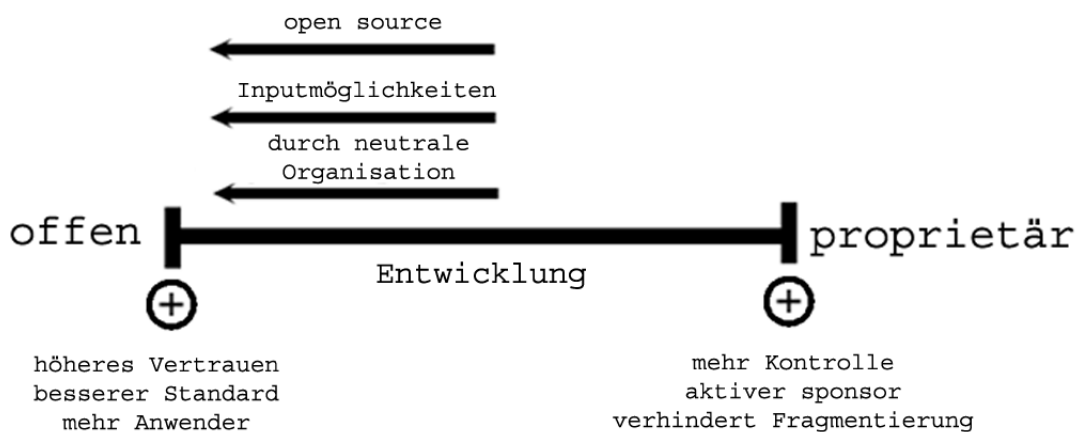 open source
Inputmöglichkeiten
durch neutrale
Organisation
offen
proprietär
Entwicklung
höheres Vertrauen
besserer Standard
mehr Anwender
mehr Kontrolle
aktiver sponsor
verhindert Fragmentierung